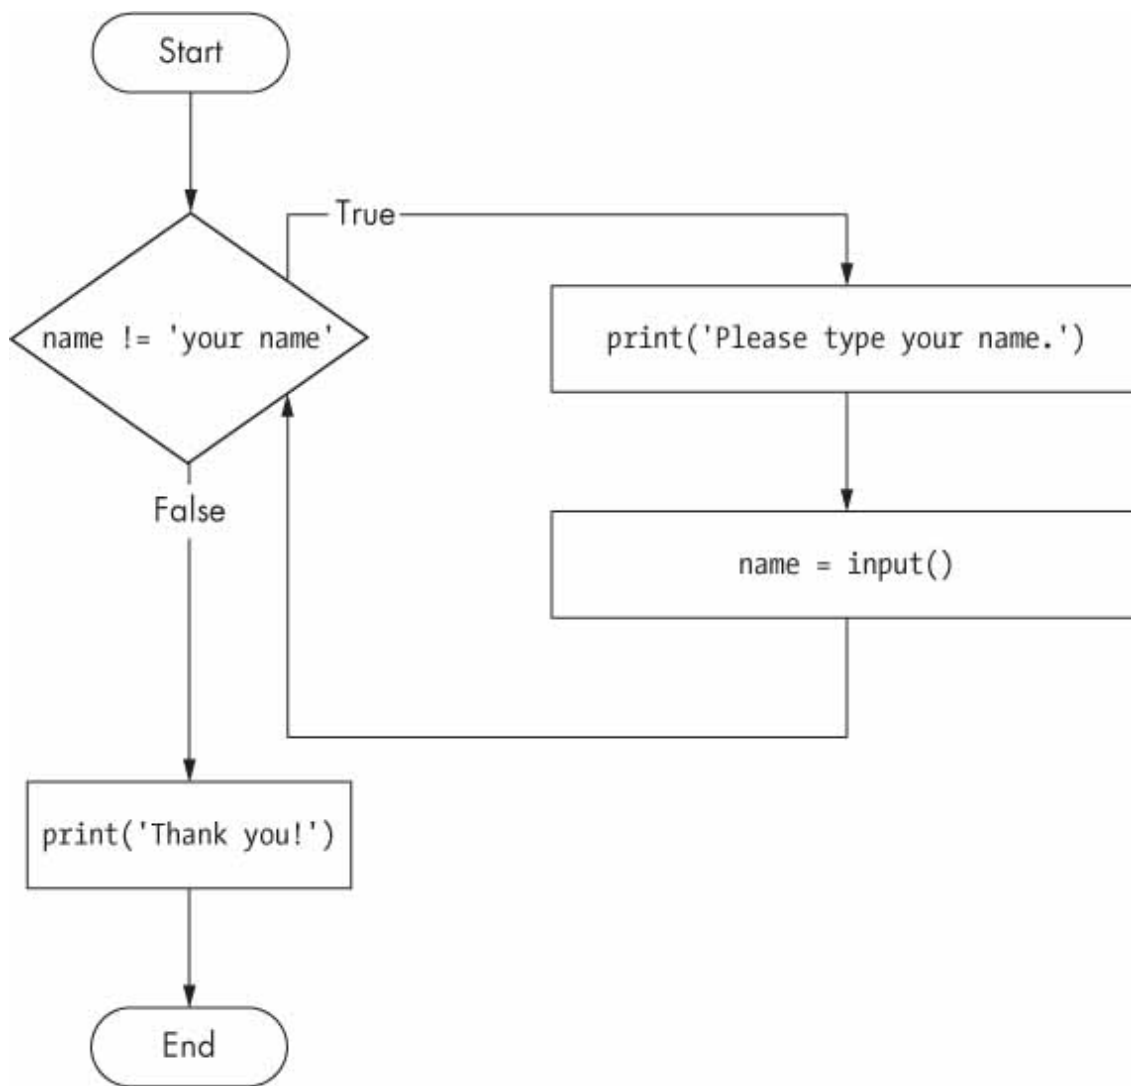 Start
True
name != 'your name'
print('Please type your name.')
False
name = input()
print('Thank you!')
End